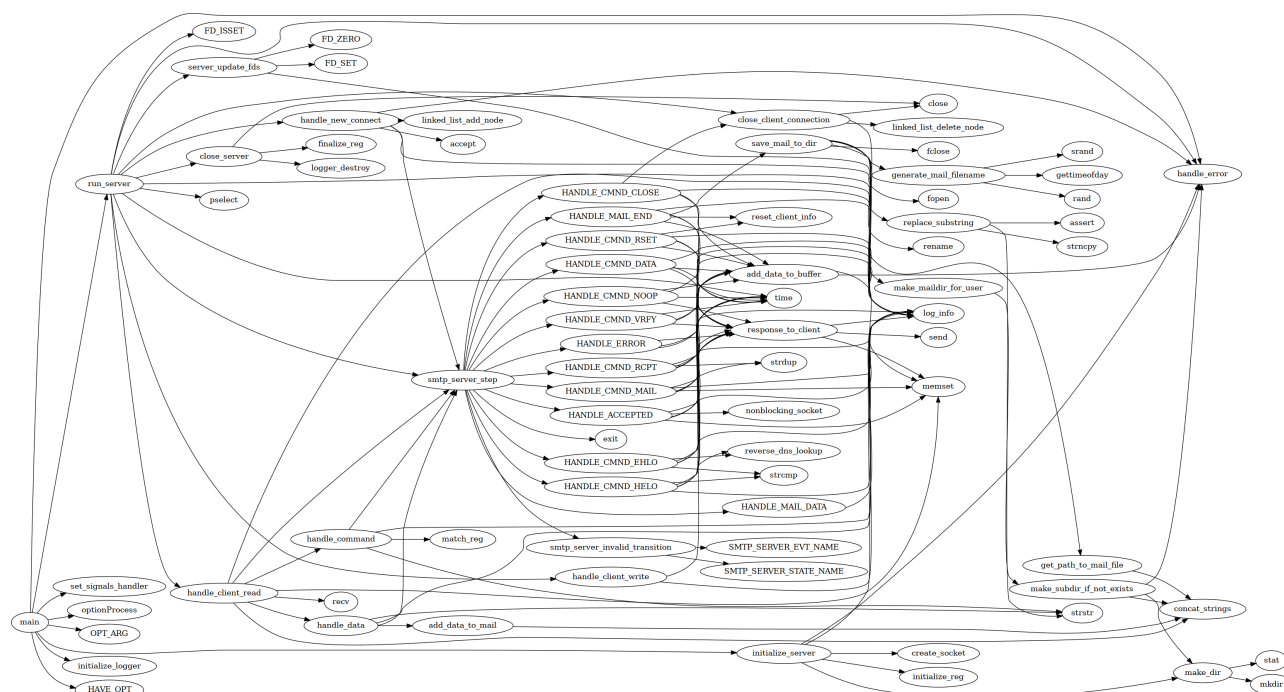 FD_ISSET
FD_ZERO
server_update_fds
FD_SET
close
handle_new_connect
linked_list_add_node
close_client_connection
linked_list_delete_node
finalize_reg
accept
save_mail_to_dir
fclose
srand
close_server
logger_destroy
generate_mail_filename
gettimeofday
handle_error
run_server
pselect
HANDLE_CMND_CLOSE
fopen
rand
HANDLE_MAIL_END
reset_client_info
replace_substring
assert
HANDLE_CMND_RSET
rename
strncpy
HANDLE_CMND_DATA
add_data_to_buffer
make_maildir_for_user
HANDLE_CMND_NOOP
time
HANDLE_CMND_VRFY
response_to_client
log_info
HANDLE_ERROR
send
HANDLE_CMND_RCPT
strdup
smtp_server_step
HANDLE_CMND_MAIL
memset
HANDLE_ACCEPTED
nonblocking_socket
exit
reverse_dns_lookup
HANDLE_CMND_EHLO
strcmp
HANDLE_CMND_HELO
HANDLE_MAIL_DATA
handle_command
match_reg
smtp_server_invalid_transition
SMTP_SERVER_EVT_NAME
SMTP_SERVER_STATE_NAME
get_path_to_mail_file
set_signals_handler
handle_client_read
handle_client_write
make_subdir_if_not_exists
recv
optionProcess
strstr
concat_strings
main
OPT_ARG
handle_data
add_data_to_mail
initialize_logger
initialize_server
create_socket
initialize_reg
make_dir
stat
mkdir
HAVE_OPT